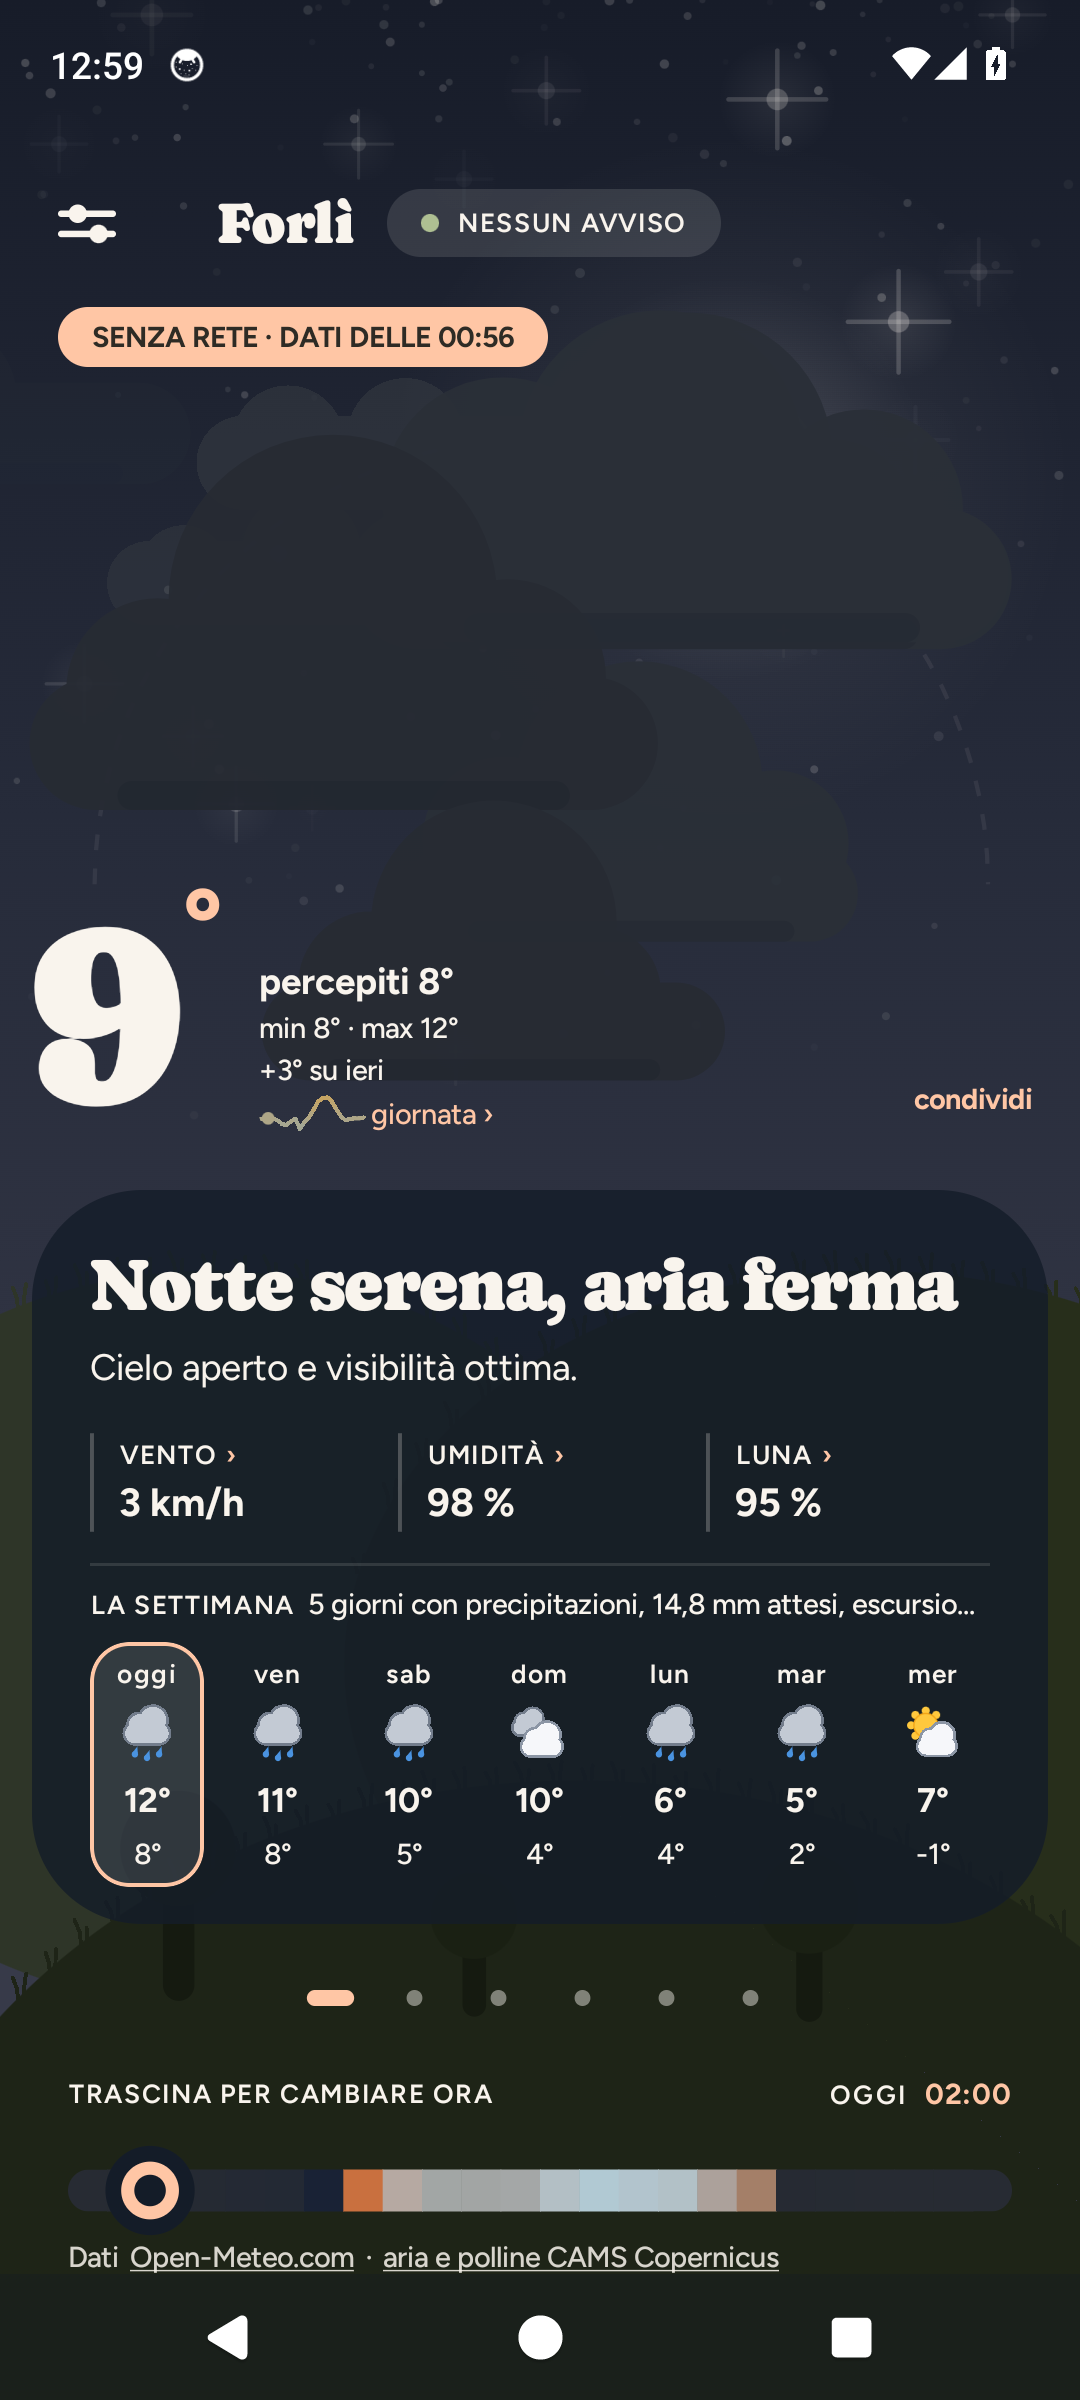 12:59
Forlì
NESSUN AVVISO
SENZA RETE · DATI DELLE 00:56
9°
percepiti 8°
min 8° · max 12°
+3° su ieri
giornata ›
condividi
Notte serena, aria ferma
Cielo aperto e visibilità ottima.
VENTO › UMIDITÀ › LUNA ›
3 km/h 98 % 95 %
LA SETTIMANA 5 giorni con precipitazioni, 14,8 mm attesi, escursio...
oggi ven sab dom lun mar mer
12° 11° 10° 10° 6° 5° 7°
8° 8° 5° 4° 4° 2° -1°
TRASCINA PER CAMBIARE ORA OGGI 02:00
Dati Open-Meteo.com · aria e polline CAMS Copernicus